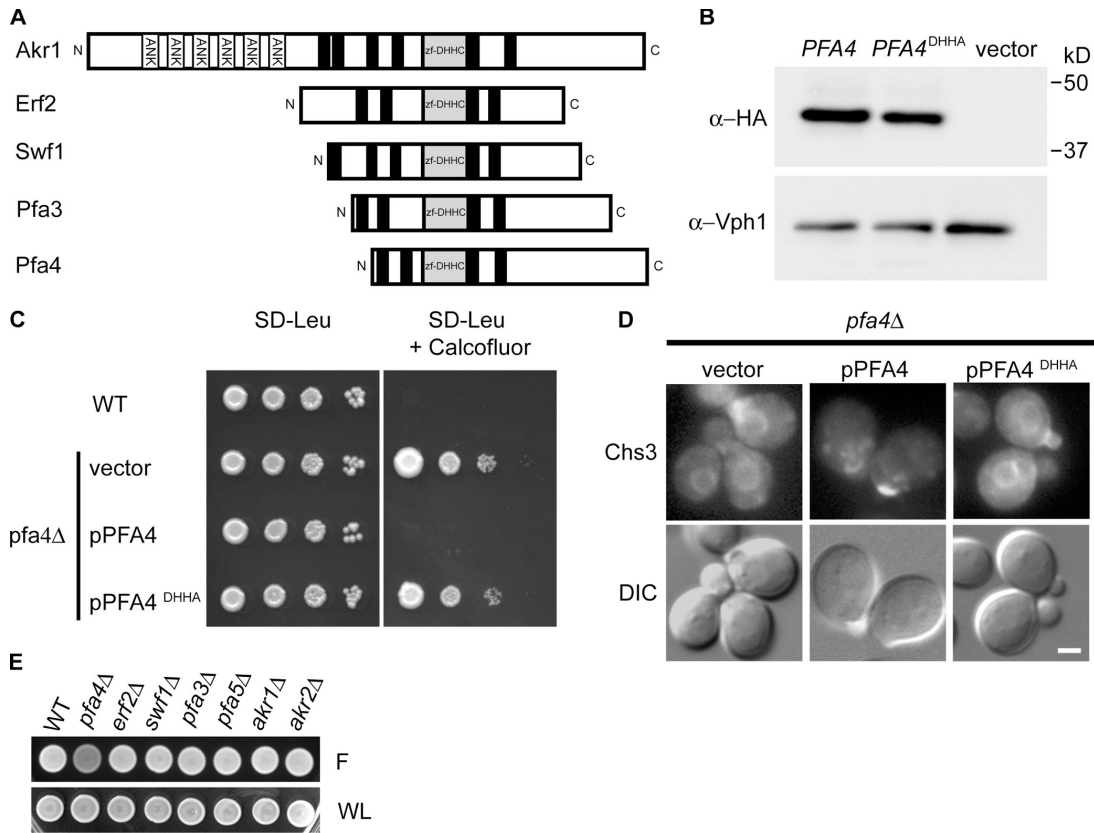 A
Akr1 N ANK ANK ANK ANK ANK ANK zf-DHHC C
Erf2 N zf-DHHC C
Swf1 N zf-DHHC C
Pfa3 N zf-DHHC C
Pfa4 N zf-DHHC C
B
PFA4 PFA4DHHA vector kD
α–HA –50
–37
α–Vph1
C
SD-Leu SD-Leu
+ Calcofluor
WT
vector
pfa4Δ pPFA4
pPFA4 DHHA
D
pfa4Δ
vector pPFA4 pPFA4 DHHA
Chs3
DIC
E
WT pfa4Δ erf2Δ swf1Δ pfa3Δ pfa5Δ akr1Δ akr2Δ
F
WL